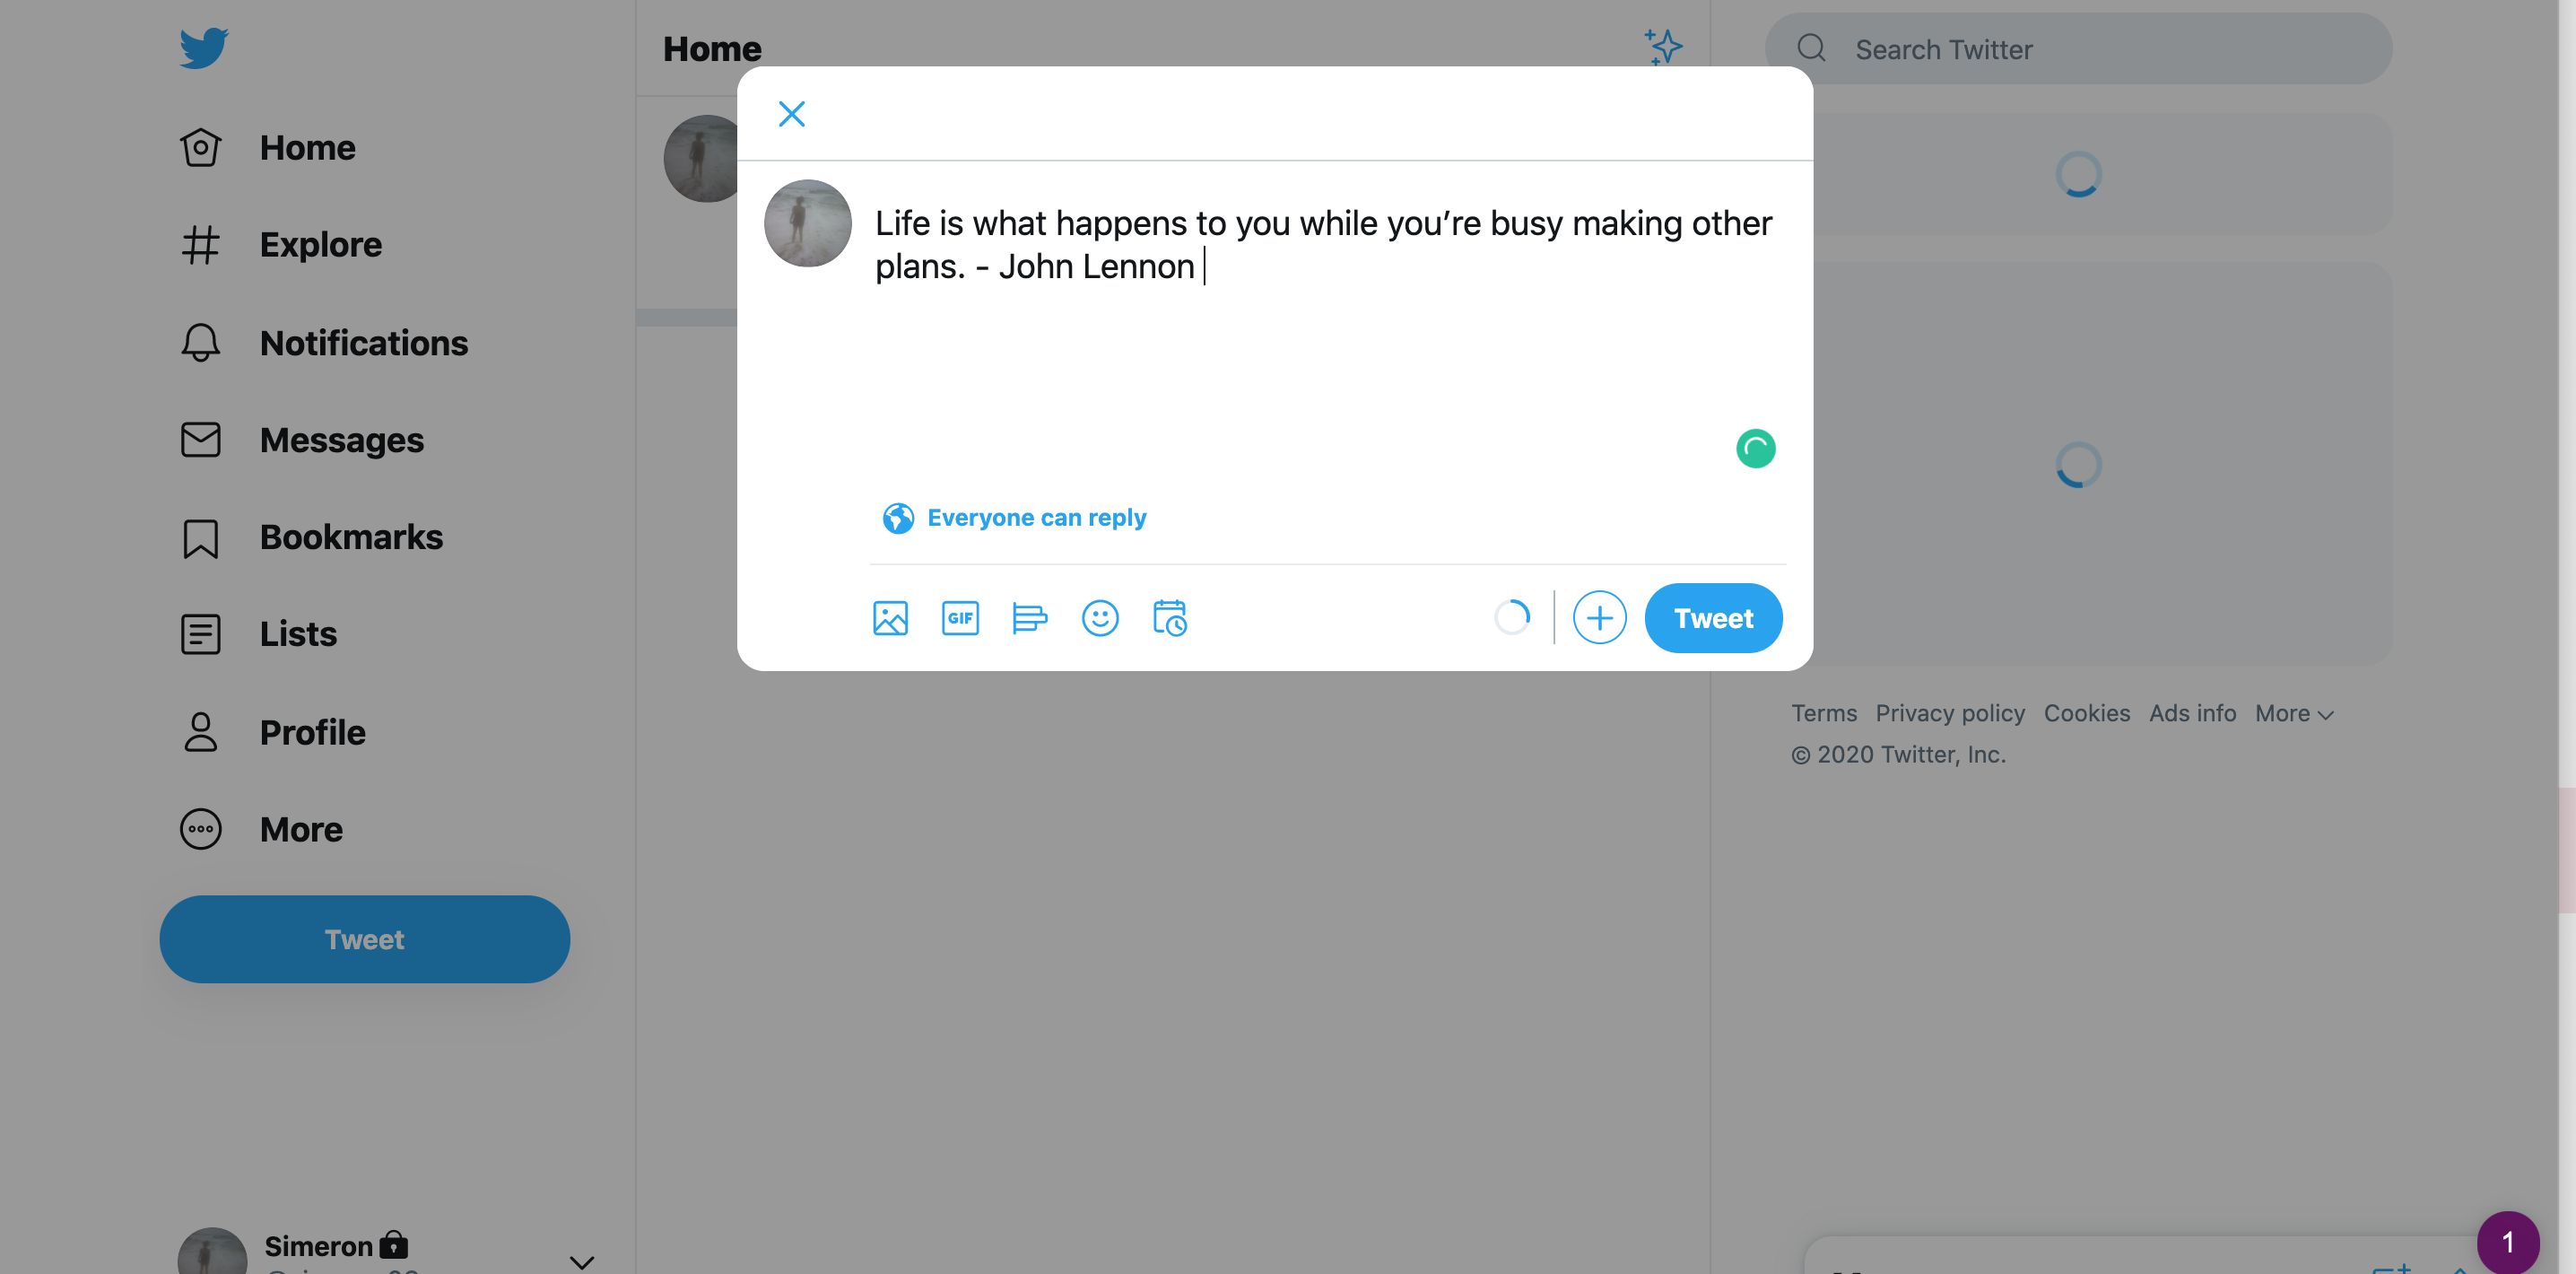 Home
Explore
Notifications
Messages
Bookmarks
Lists
Profile
More
Tweet
Simeron
Home
Life is what happens to you while you’re busy making other
plans. - John Lennon
Everyone can reply
GIF
Tweet
Search Twitter
Terms Privacy policy Cookies Ads info More
© 2020 Twitter, Inc.
1